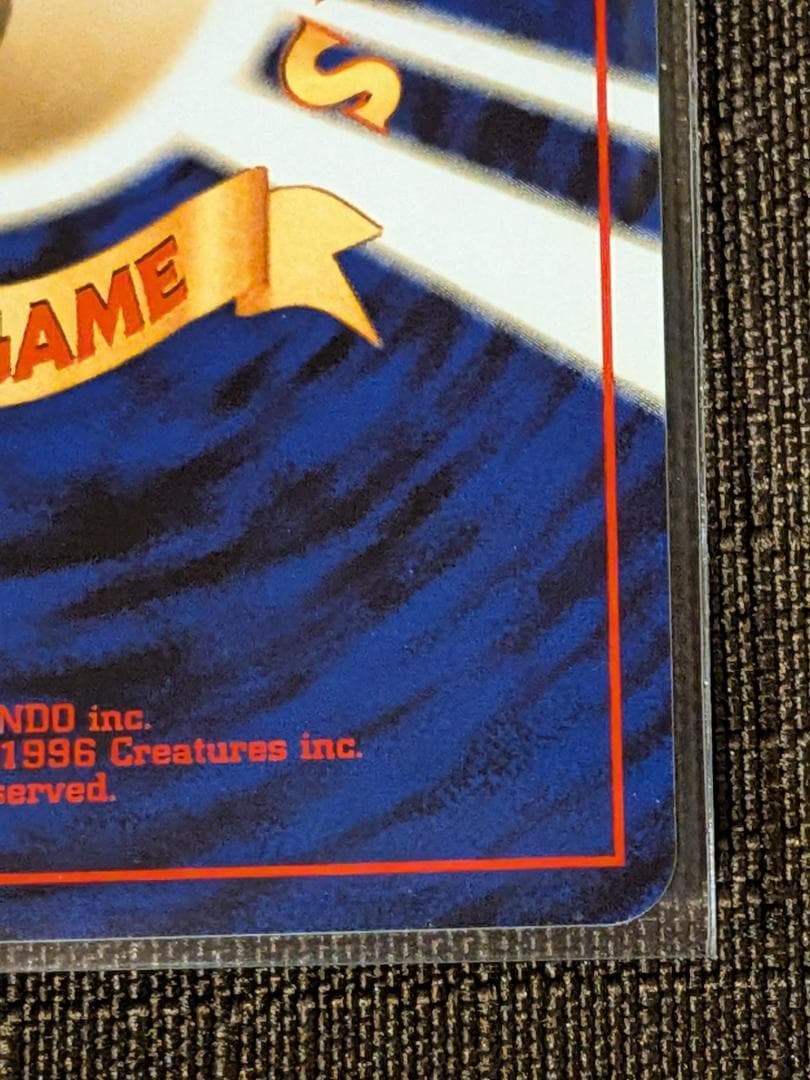 S
GAME
NDO inc.
1996 Creatures inc.
served.